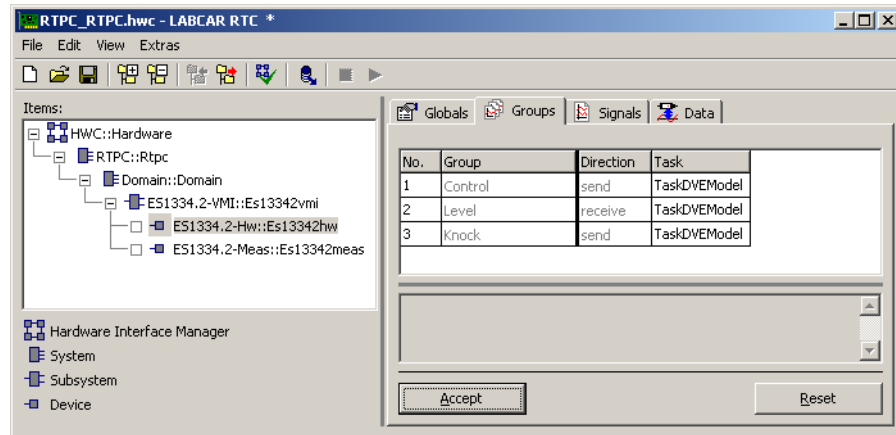 RTPC_RTPC.hwc - LABCAR RTC *
File Edit View Extras
Items:
HWC::Hardware
RTPC::Rtpc
Domain::Domain
ES1334.2-VMI::Es13342vmi
ES1334.2-Hw::Es13342hw
ES1334.2-Meas::Es13342meas
Hardware Interface Manager
System
Subsystem
Device
Globals Groups Signals Data
No. Group Direction Task
1 Control send TaskDVEModel
2 Level receive TaskDVEModel
3 Knock send TaskDVEModel
Accept Reset